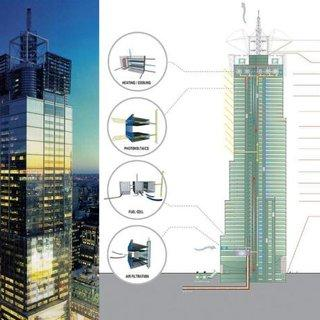 HEATING / COOLING
PHOTOVOLTAICS
FUEL CELL
AIR FILTRATION